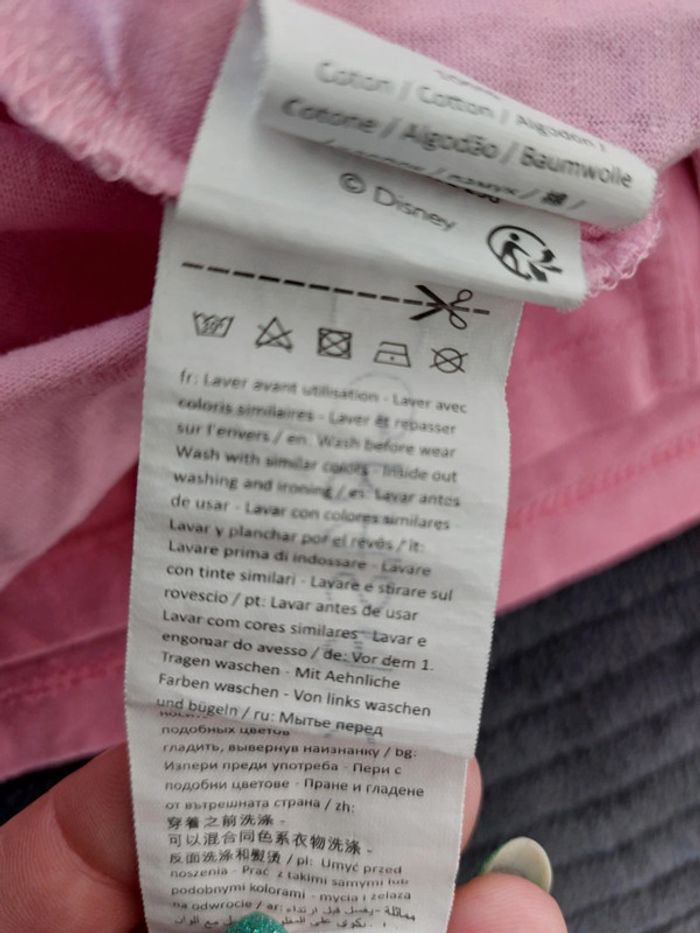 Coton / Cotton / Algodón /
Cotone / Algodão / Baumwolle
© Disney
fr: Laver avant utilisation - Laver avec
coloris similaires - Laver et repasser
sur l'envers / en: Wash before wear
Wash with similar colors - Inside out
washing and ironing / es: Lavar antes
de usar - Lavar con colores similares
Lavar y planchar por el revés / it:
Lavare prima di indossare - Lavare
con tinte similari - Lavare e stirare sul
rovescio / pt: Lavar antes de usar
Lavar com cores similares - Lavar e
engomar do avesso / de: Vor dem 1.
Tragen waschen - Mit Aehnliche
Farben waschen - Von links waschen
und bügeln / ru: Мытье перед
подобных цветов
гладить, вывернув наизнанку / bg:
Изпери преди употреба - Пери с
подобни цветове - Пране и гладене
от вътрешната страна / zh:
穿着之前洗涤 -
可以混合同色系衣物洗涤 -
反面洗涤和熨烫 / pl: Umyć przed
noszenia - Prać z takimi samymi lub
podobnymi kolorami - mycia i żelaza
na odwrocie / ar: يغسل قبل ارتداء - مماثلة